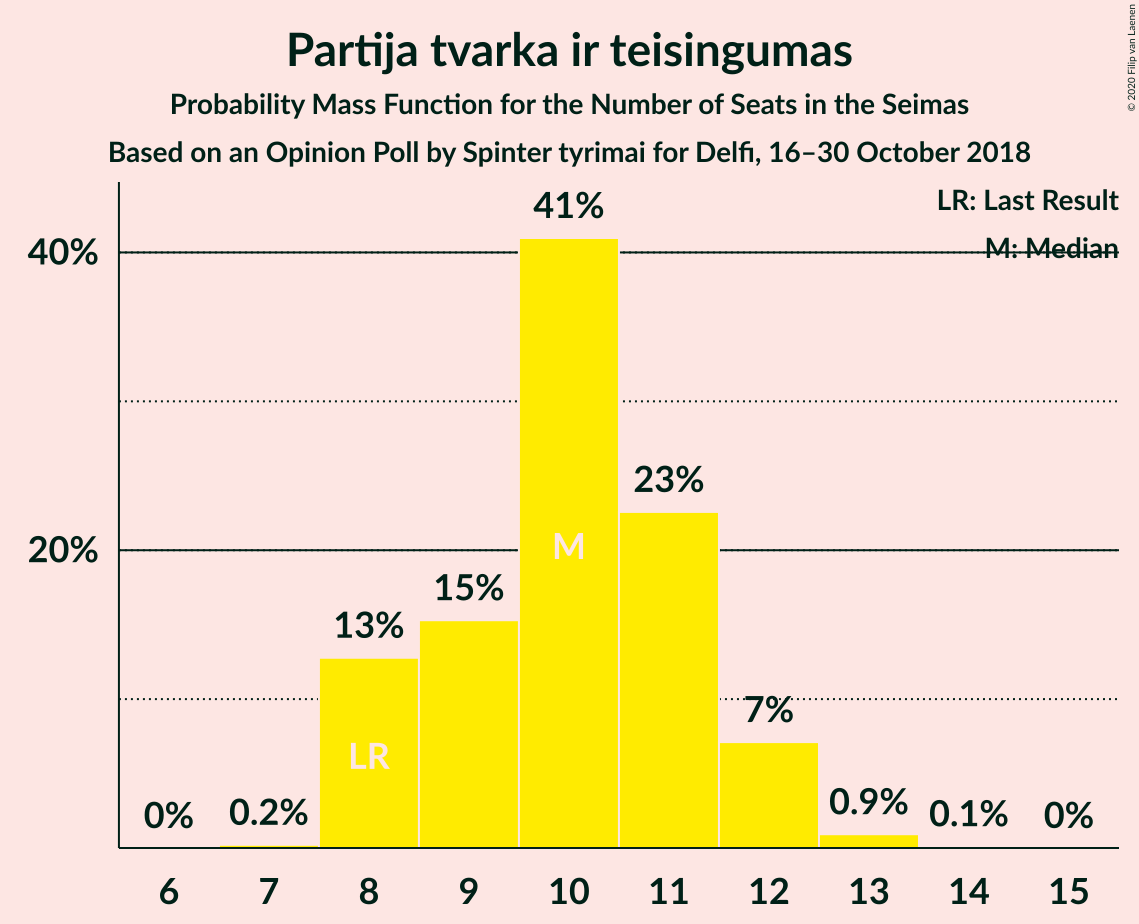 Partija tvarka ir teisingumas
Probability Mass Function for the Number of Seats in the Seimas
Based on an Opinion Poll by Spinter tyrimai for Delfi, 16–30 October 2018
© 2020 Filip van Laenen
LR: Last Result
M: Median
40%
20%
0%
0.2%
13%
15%
41%
23%
7%
0.9%
0.1%
0%
LR
M
6 7 8 9 10 11 12 13 14 15